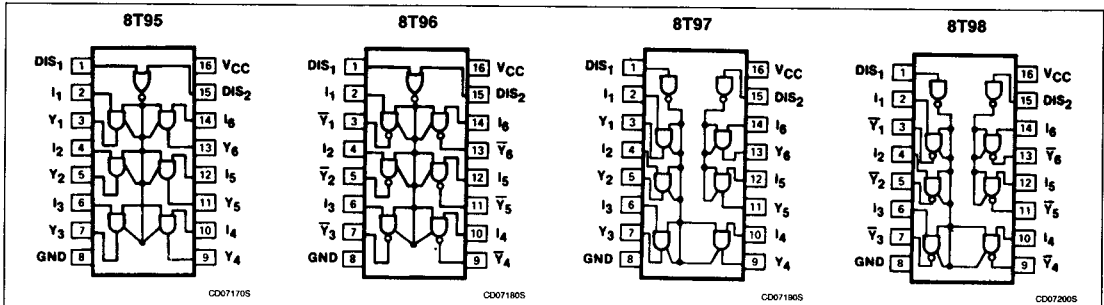 8T95
DIS₁ 1
I₁ 2
Y₁ 3
I₂ 4
Y₂ 5
I₃ 6
Y₃ 7
GND 8
16 VCC
15 DIS₂
14 I₆
13 Y₆
12 I₅
11 Y₅
10 I₄
9 Y₄
CD07170S
8T96
DIS₁ 1
I₁ 2
Y̅₁ 3
I₂ 4
Y̅₂ 5
I₃ 6
Y̅₃ 7
GND 8
16 VCC
15 DIS₂
14 I₆
13 Y̅₆
12 I₅
11 Y̅₅
10 I₄
9 Y̅₄
CD07180S
8T97
DIS₁ 1
I₁ 2
Y₁ 3
I₂ 4
Y₂ 5
I₃ 6
Y₃ 7
GND 8
16 VCC
15 DIS₂
14 I₆
13 Y₆
12 I₅
11 Y₅
10 I₄
9 Y₄
CD07190S
8T98
DIS₁ 1
I₁ 2
Y̅₁ 3
I₂ 4
Y̅₂ 5
I₃ 6
Y̅₃ 7
GND 8
16 VCC
15 DIS₂
14 I₆
13 Y̅₆
12 I₅
11 Y̅₅
10 I₄
9 Y̅₄
CD07200S